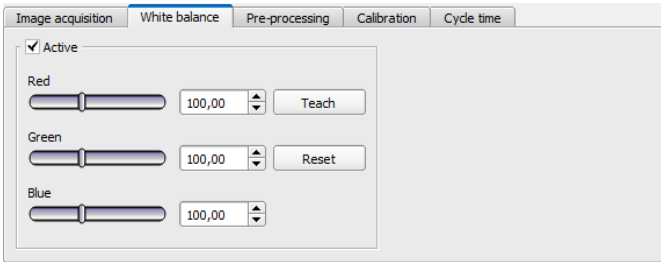 Image acquisition White balance Pre-processing Calibration Cycle time
Active
Red
100,00 Teach
Green
100,00 Reset
Blue
100,00